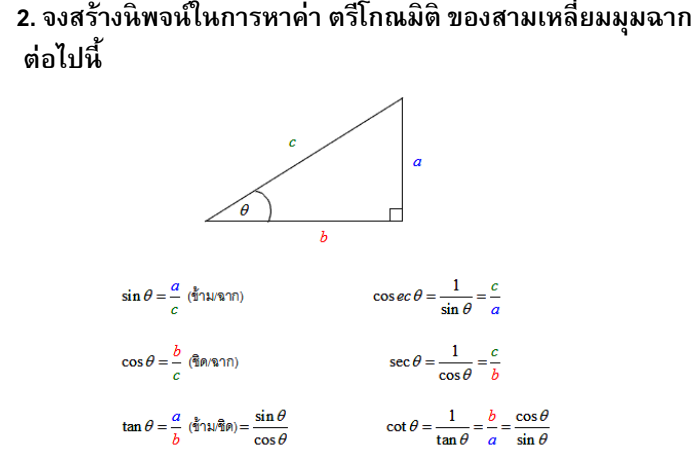 2. จงสร้างนิพจน์ในการหาค่า ตรีโกณมิติ ของสามเหลี่ยมมุมฉาก
ต่อไปนี้
c
a
θ
b
sin θ = a/c (ข้าม/ฉาก) cosec θ = 1/sin θ = c/a
cos θ = b/c (ชิด/ฉาก) sec θ = 1/cos θ = c/b
tan θ = a/b (ข้าม/ชิด) = sin θ/cos θ cot θ = 1/tan θ = b/a = cos θ/sin θ